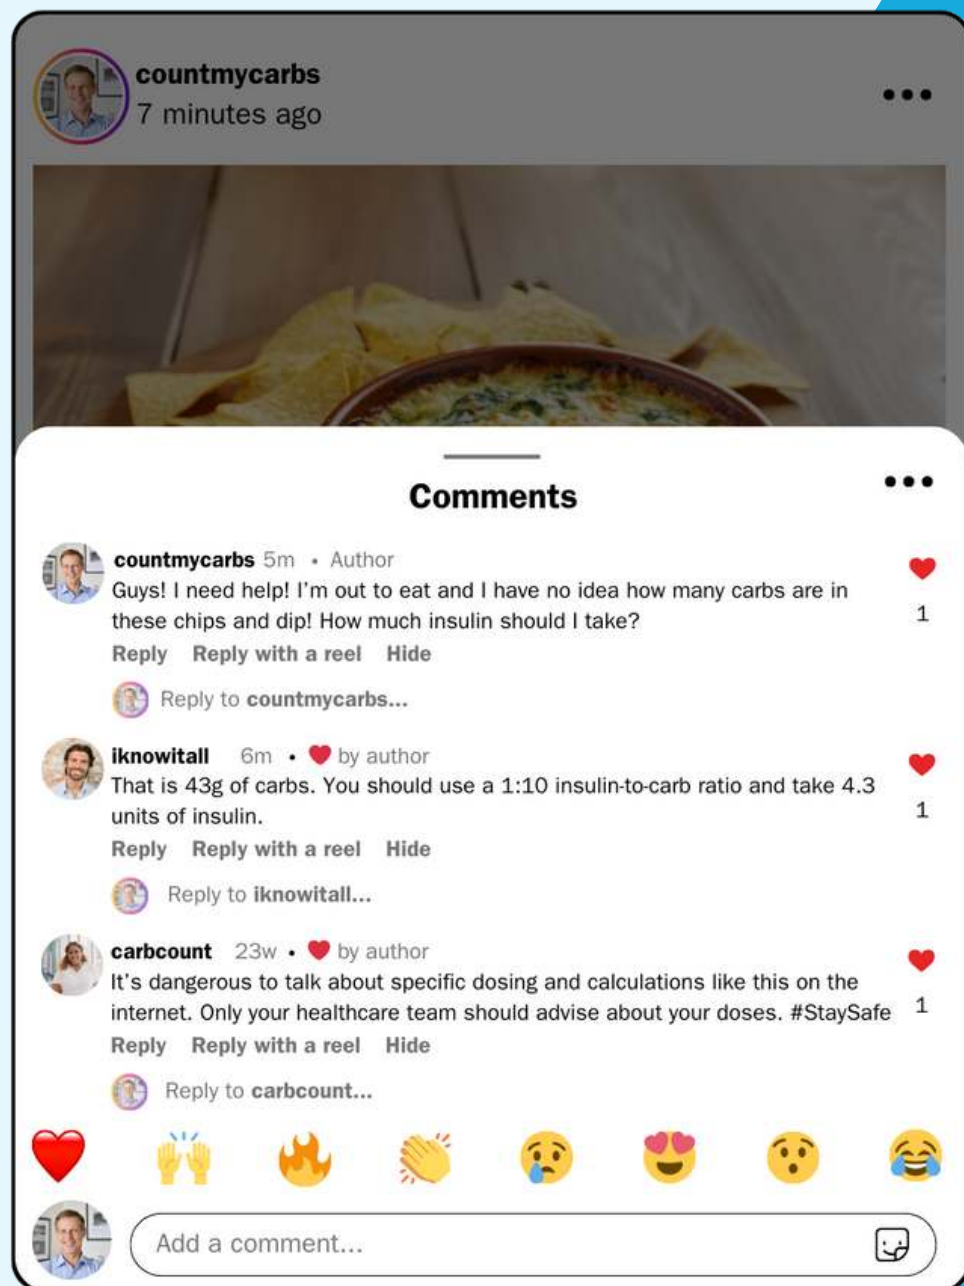 countmycarbs
7 minutes ago
Comments
countmycarbs 5m • Author
Guys! I need help! I'm out to eat and I have no idea how many carbs are in
these chips and dip! How much insulin should I take?
1
Reply Reply with a reel Hide
Reply to countmycarbs...
iknowitall 6m • by author
That is 43g of carbs. You should use a 1:10 insulin-to-carb ratio and take 4.3
units of insulin.
1
Reply Reply with a reel Hide
Reply to iknowitall...
carbcount 23w • by author
It's dangerous to talk about specific dosing and calculations like this on the
internet. Only your healthcare team should advise about your doses. #StaySafe
1
Reply Reply with a reel Hide
Reply to carbcount...
Add a comment...